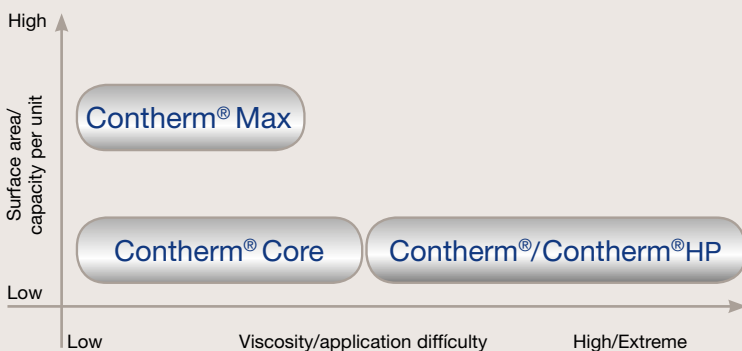 High
Surface area/
capacity per unit
Contherm® Max
Contherm® Core
Contherm®/Contherm®HP
Low
Low
Viscosity/application difficulty
High/Extreme